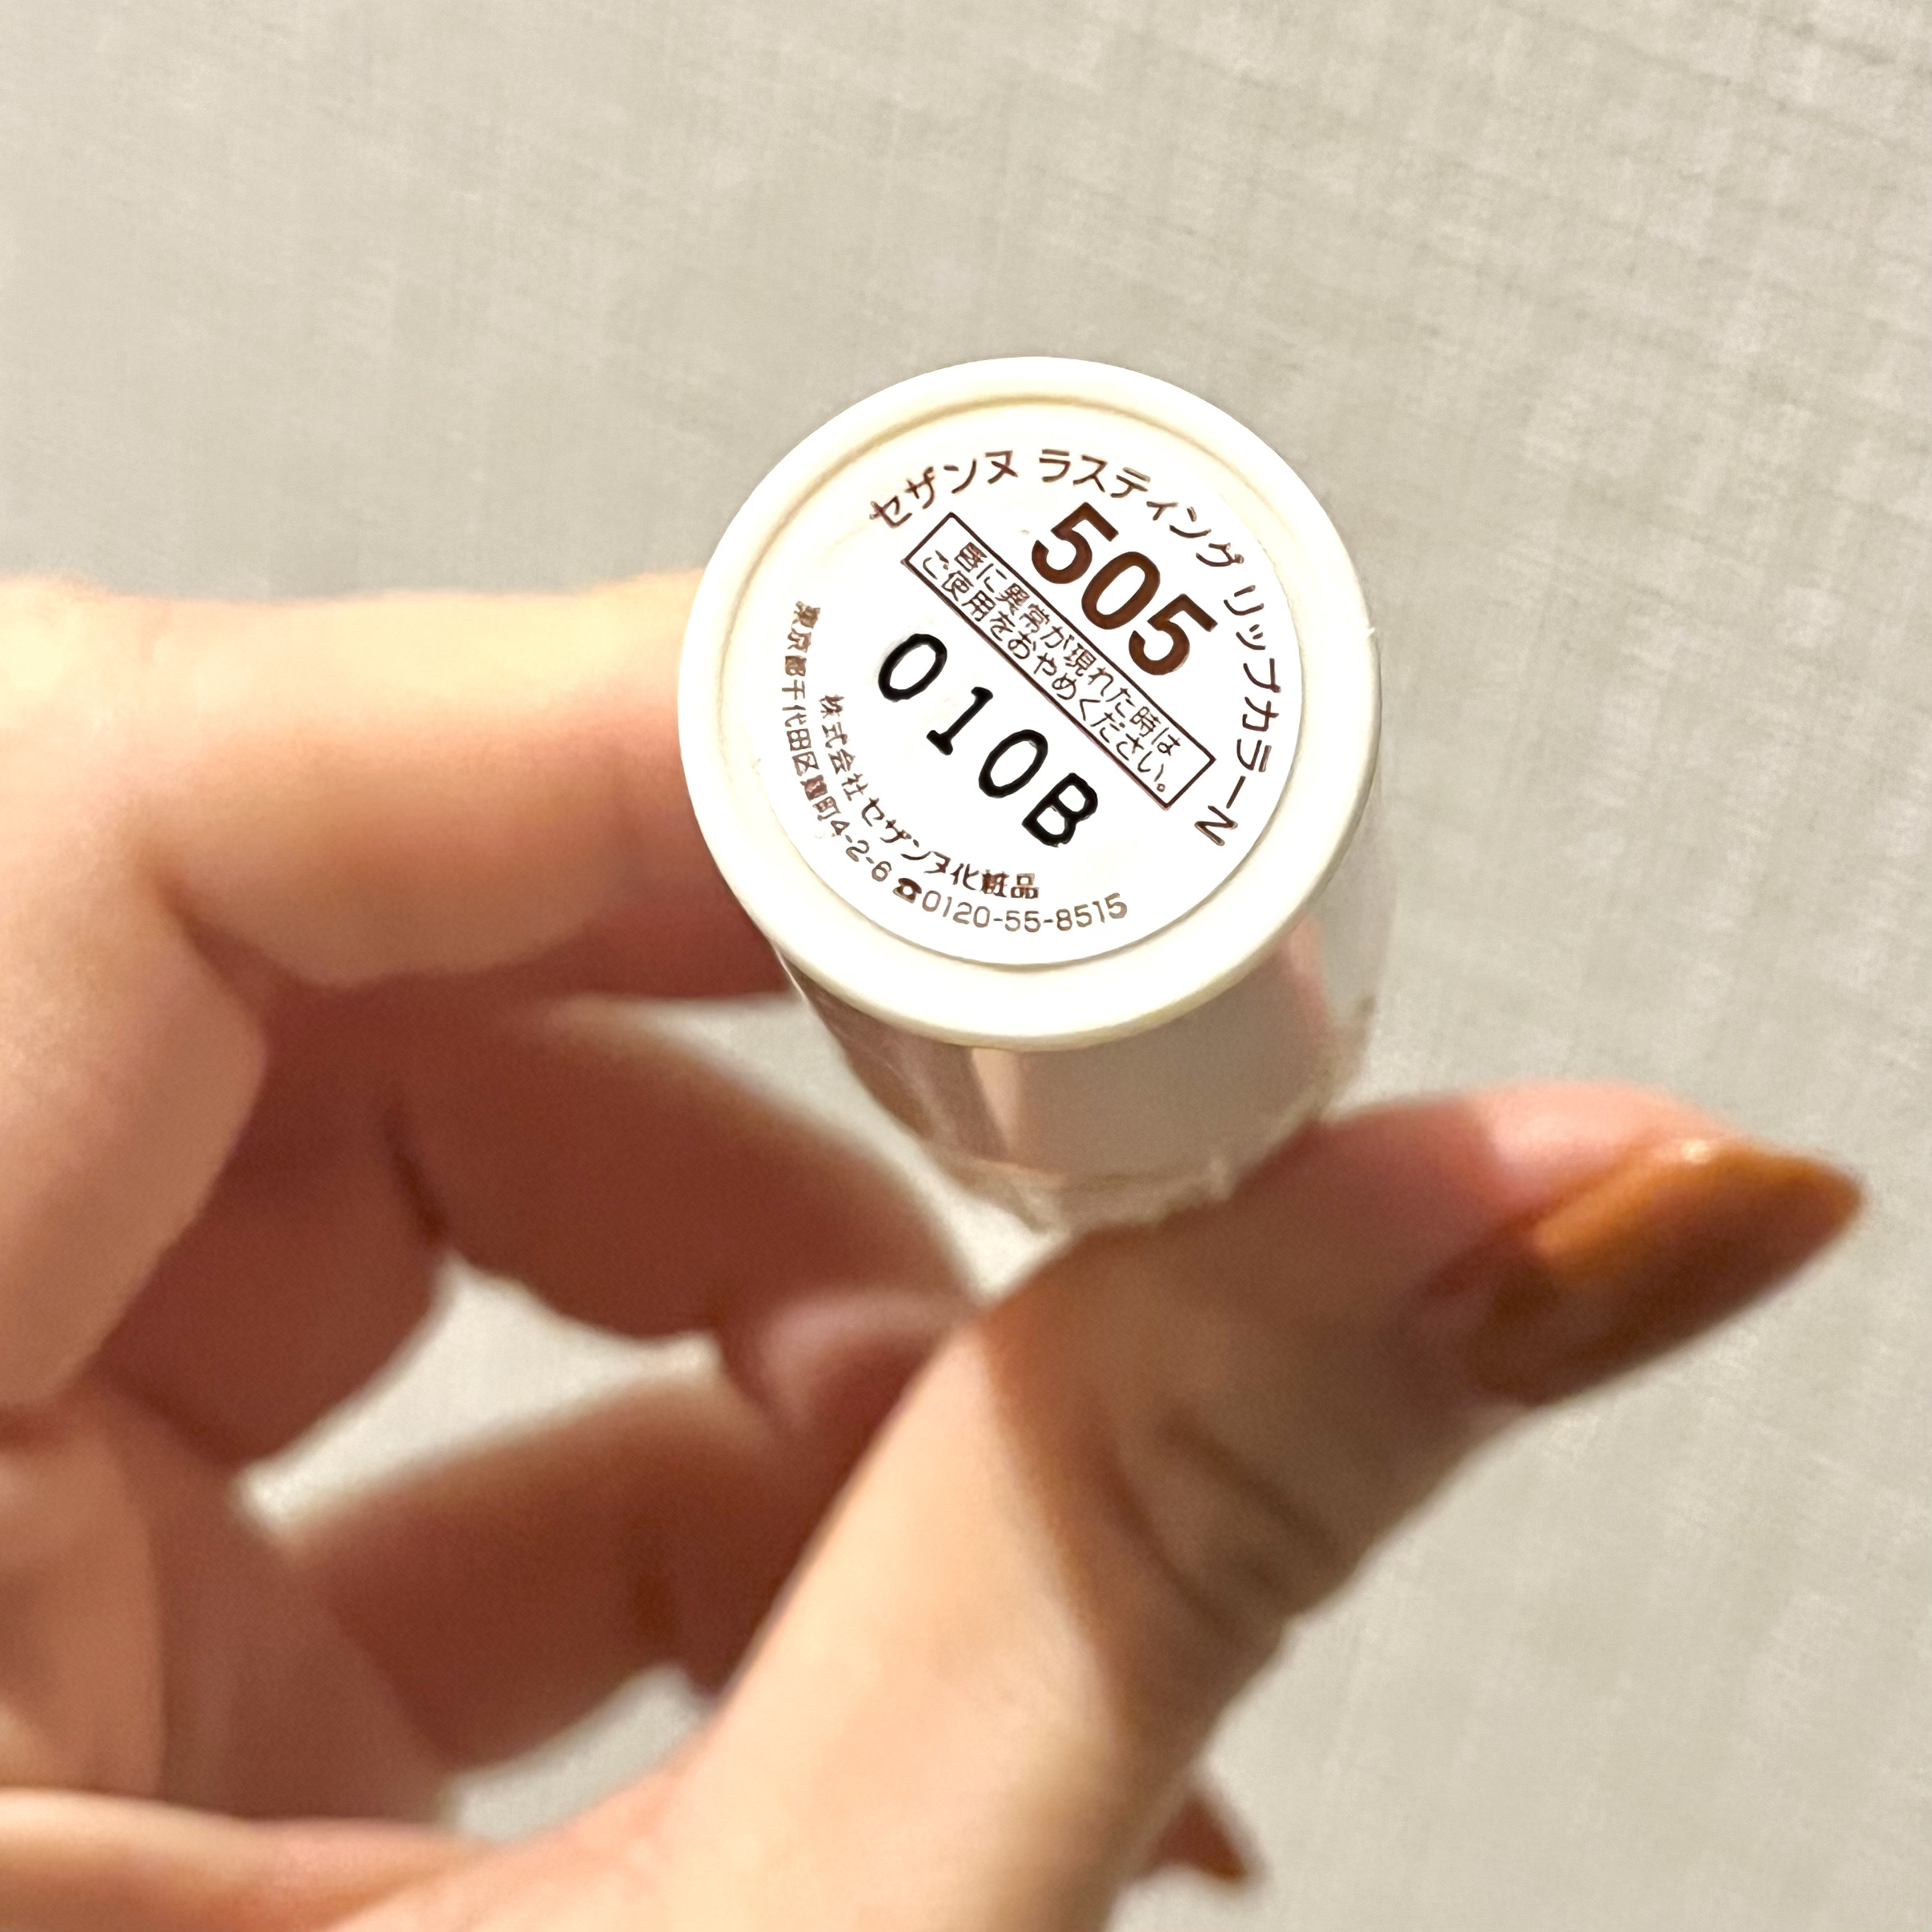 セザンヌ ラスティング リップカラーN
505
唇に異常が現れた時は
ご使用をおやめください。
010B
株式会社セザンヌ化粧品
東京都千代田区麹町4-2-6 ☎0120-55-8515